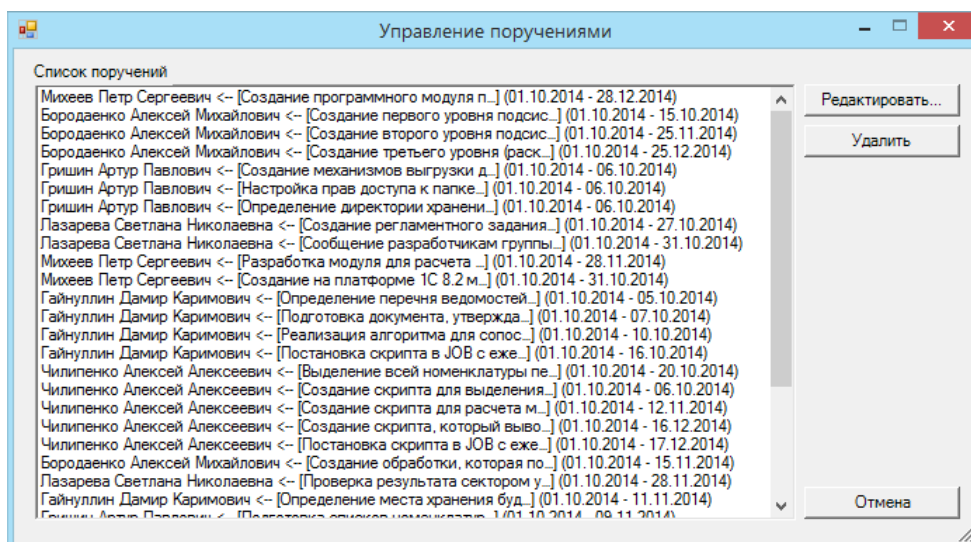 Управление поручениями
Список поручений
Михеев Петр Сергеевич <-- [Создание программного модуля п...] (01.10.2014 - 28.12.2014)
Бородаенко Алексей Михайлович <-- [Создание первого уровня подсис...] (01.10.2014 - 15.10.2014)
Бородаенко Алексей Михайлович <-- [Создание второго уровня подсис...] (01.10.2014 - 25.11.2014)
Бородаенко Алексей Михайлович <-- [Создание третьего уровня (раск...] (01.10.2014 - 25.12.2014)
Гришин Артур Павлович <-- [Создание механизмов выгрузки д...] (01.10.2014 - 06.10.2014)
Гришин Артур Павлович <-- [Настройка прав доступа к папке...] (01.10.2014 - 06.10.2014)
Гришин Артур Павлович <-- [Определение директории хранени...] (01.10.2014 - 06.10.2014)
Лазарева Светлана Николаевна <-- [Создание регламентного задания...] (01.10.2014 - 27.10.2014)
Лазарева Светлана Николаевна <-- [Сообщение разработчикам группы...] (01.10.2014 - 31.10.2014)
Михеев Петр Сергеевич <-- [Разработка модуля для расчета ...] (01.10.2014 - 28.11.2014)
Михеев Петр Сергеевич <-- [Создание на платформе 1С 8.2 м...] (01.10.2014 - 31.10.2014)
Гайнуллин Дамир Каримович <-- [Определение перечня ведомостей...] (01.10.2014 - 05.10.2014)
Гайнуллин Дамир Каримович <-- [Подготовка документа, утвержда...] (01.10.2014 - 07.10.2014)
Гайнуллин Дамир Каримович <-- [Реализация алгоритма для сопос...] (01.10.2014 - 10.10.2014)
Гайнуллин Дамир Каримович <-- [Постановка скрипта в JOB с еже...] (01.10.2014 - 16.10.2014)
Чилипенко Алексей Алексеевич <-- [Выделение всей номенклатуры пе...] (01.10.2014 - 20.10.2014)
Чилипенко Алексей Алексеевич <-- [Создание скрипта для выделения...] (01.10.2014 - 06.10.2014)
Чилипенко Алексей Алексеевич <-- [Создание скрипта для расчета м...] (01.10.2014 - 12.11.2014)
Чилипенко Алексей Алексеевич <-- [Создание скрипта, который выво...] (01.10.2014 - 16.12.2014)
Чилипенко Алексей Алексеевич <-- [Постановка скрипта в JOB с еже...] (01.10.2014 - 17.12.2014)
Бородаенко Алексей Михайлович <-- [Создание обработки, которая по...] (01.10.2014 - 15.11.2014)
Лазарева Светлана Николаевна <-- [Проверка результата сектором у...] (01.10.2014 - 28.11.2014)
Гайнуллин Дамир Каримович <-- [Определение места хранения буд...] (01.10.2014 - 11.11.2014)
Гришин Артур Павлович <-- [Подготовка списков номенклатур...] (01.10.2014 - 09.11.2014)
Редактировать...
Удалить
Отмена